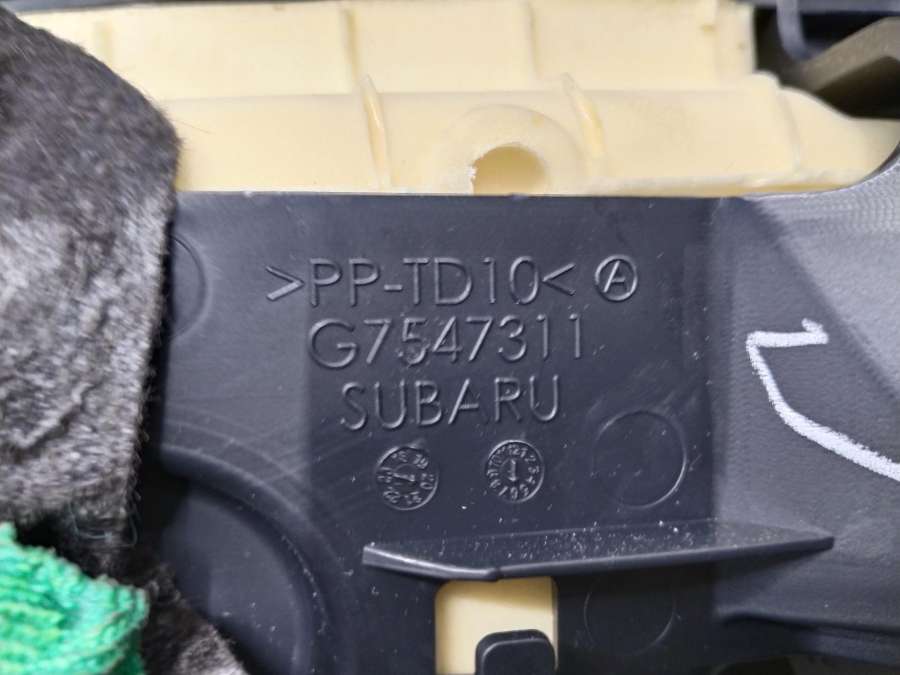 >PP-TD10< Ⓐ
G7547311
SUBARU